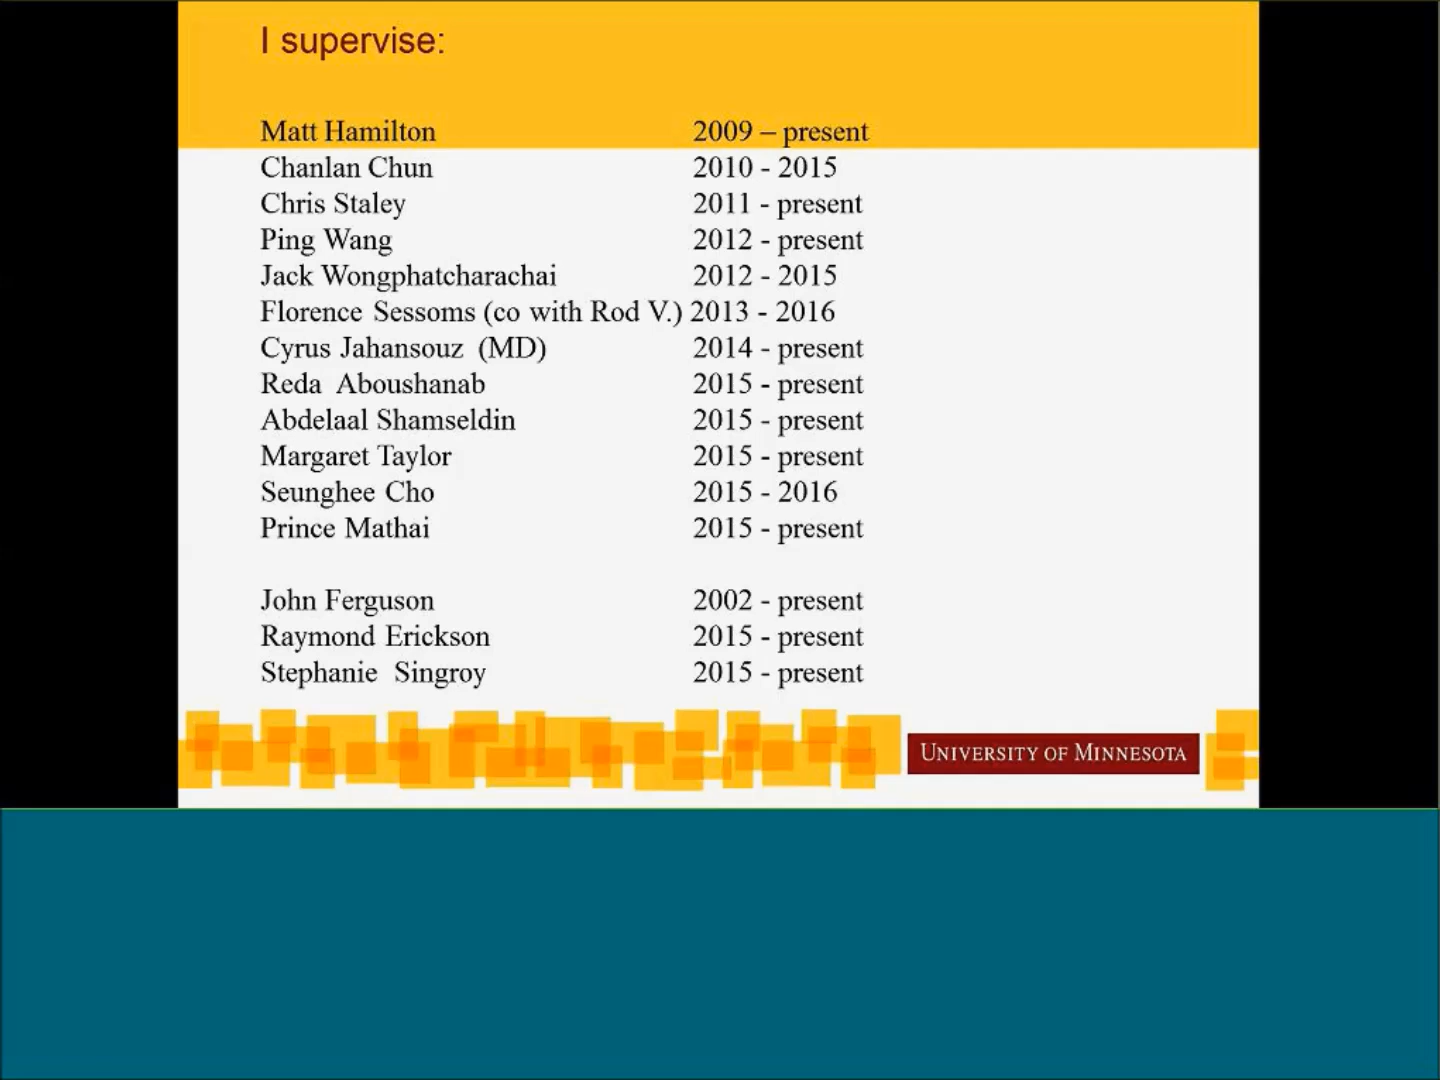 I supervise:
Matt Hamilton 2009 – present
Chanlan Chun 2010 - 2015
Chris Staley 2011 - present
Ping Wang 2012 - present
Jack Wongphatcharachai 2012 - 2015
Florence Sessoms (co with Rod V.) 2013 - 2016
Cyrus Jahansouz (MD) 2014 - present
Reda Aboushanab 2015 - present
Abdelaal Shamseldin 2015 - present
Margaret Taylor 2015 - present
Seunghee Cho 2015 - 2016
Prince Mathai 2015 - present
John Ferguson 2002 - present
Raymond Erickson 2015 - present
Stephanie Singroy 2015 - present
UNIVERSITY OF MINNESOTA